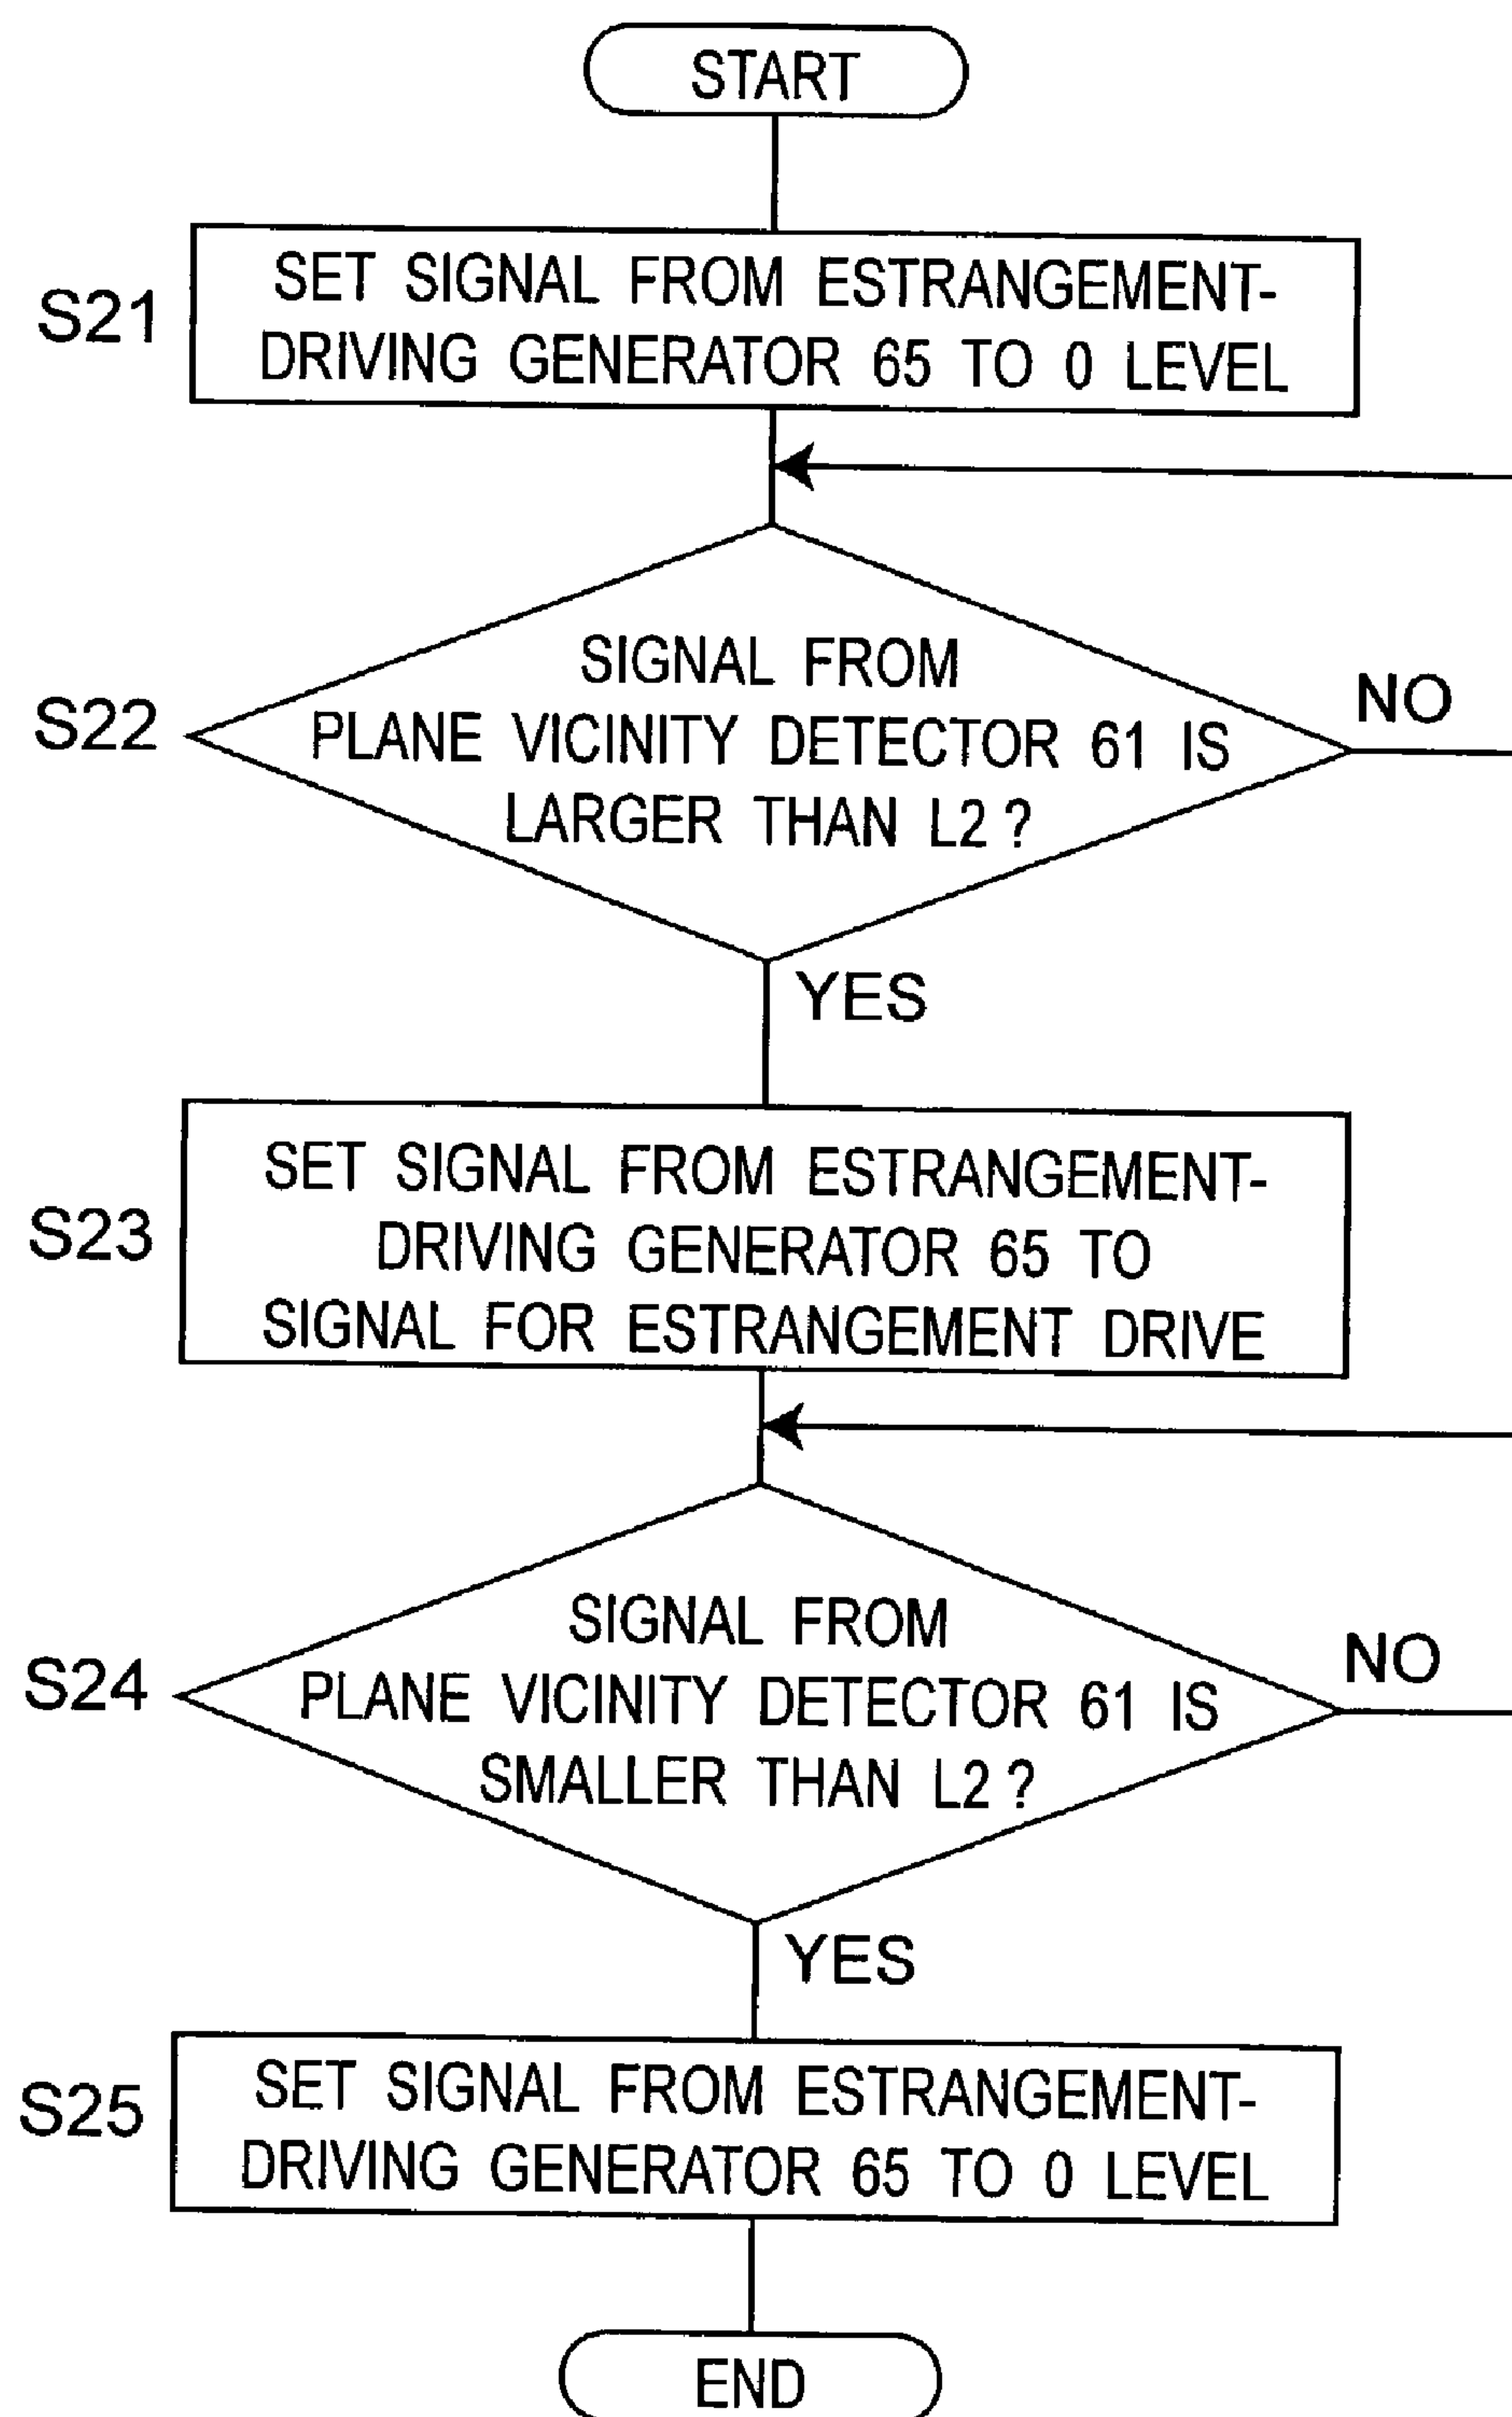 START
S21
SET SIGNAL FROM ESTRANGEMENT-
DRIVING GENERATOR 65 TO 0 LEVEL
S22
SIGNAL FROM
PLANE VICINITY DETECTOR 61 IS
LARGER THAN L2 ?
NO
YES
S23
SET SIGNAL FROM ESTRANGEMENT-
DRIVING GENERATOR 65 TO
SIGNAL FOR ESTRANGEMENT DRIVE
S24
SIGNAL FROM
PLANE VICINITY DETECTOR 61 IS
SMALLER THAN L2 ?
NO
YES
S25
SET SIGNAL FROM ESTRANGEMENT-
DRIVING GENERATOR 65 TO 0 LEVEL
END